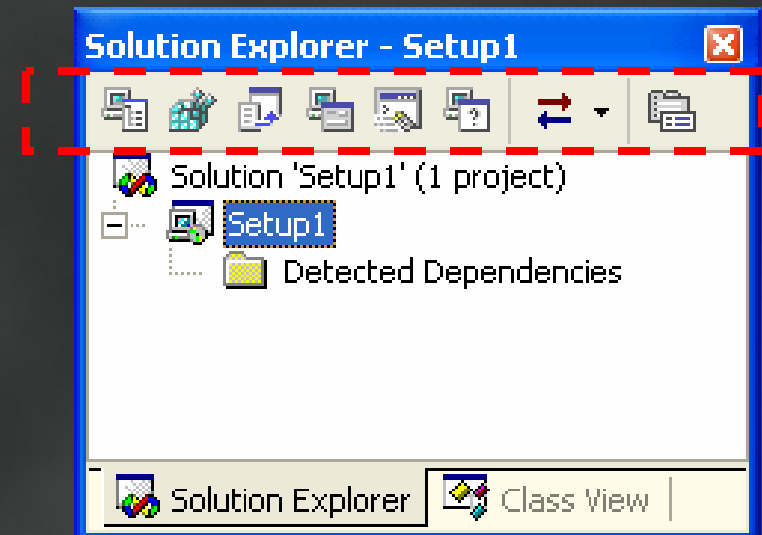 Solution Explorer - Setup1
Solution 'Setup1' (1 project)
Setup1
Detected Dependencies
Solution Explorer Class View